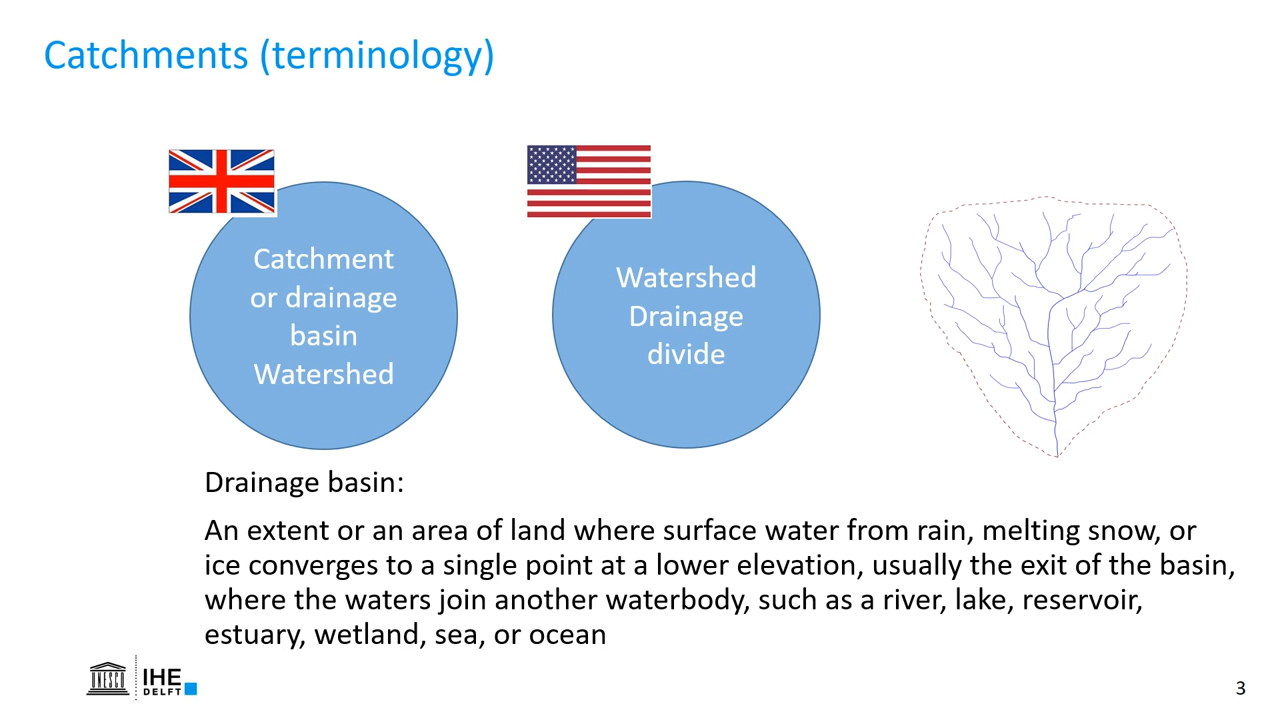 Catchments (terminology)
Catchment
or drainage
basin
Watershed
Watershed
Drainage
divide
Drainage basin:
An extent or an area of land where surface water from rain, melting snow, or
ice converges to a single point at a lower elevation, usually the exit of the basin,
where the waters join another waterbody, such as a river, lake, reservoir,
estuary, wetland, sea, or ocean
UNESCO
IHE
DELFT
3